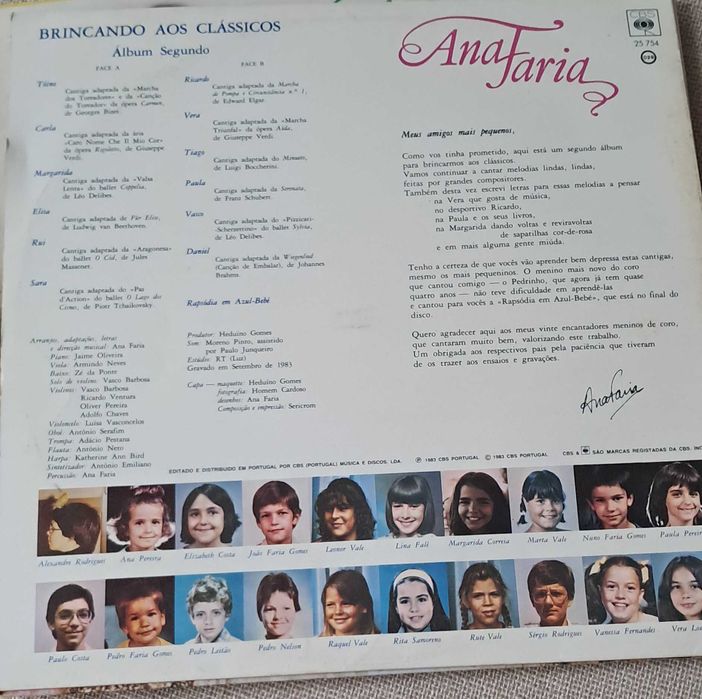 BRINCANDO AOS CLÁSSICOS
Álbum Segundo
FACE A
Titino
Cantiga adaptada da «Marcha
dos Toreadors» e da «Canção
do Toreador» da ópera Carmen,
de Georges Bizet.
Carla
Cantiga adaptada da ária
«Caro Nome Che Il Mio Cor»
da ópera Rigoletto, de Giuseppe
Verdi.
Margarida
Cantiga adaptada da «Valsa
Lenta» do ballet Coppélia,
de Léo Delibes.
Elisa
Cantiga adaptada de Für Elise,
de Ludwig van Beethoven.
Rui
Cantiga adaptada da «Aragonesa»
do ballet O Cid, de Jules
Massenet.
Sara
Cantiga adaptada do «Pas
d'Action» do ballet O Lago do
Cisne, de Piotr Tchaikovsky.
FACE B
Ricardo
Cantiga adaptada da Marcha
de Pompa e Circunstância n.º 1,
de Edward Elgar.
Vera
Cantiga adaptada da «Marcha
Triunfal» da ópera Aida,
de Giuseppe Verdi.
Tiago
Cantiga adaptada do Menuete,
de Luigi Boccherini.
Paula
Cantiga adaptada da Serenata,
de Franz Schubert.
Vasco
Cantiga adaptada do «Pizzicati-
-Scherzettino» do ballet Sylvia,
de Léo Delibes.
Daniel
Cantiga adaptada da Wiegenlied
(Canção de Embalar), de Johannes
Brahms.
Rapsódia em Azul-Bebé
Arranjos, adaptações, letras
e direcção musical: Ana Faria
Piano: Jaime Oliveira
Viola: Armindo Neves
Baixo: Zé da Ponte
Solo de violino: Vasco Barbosa
Violinos: Vasco Barbosa
Ricardo Ventura
Oliver Pereira
Adolfo Chaves
Violoncelo: Luísa Vasconcelos
Oboé: António Serafim
Trompa: Adácio Pestana
Flauta: António Neto
Harpa: Katherine Ann Bird
Sintetizador: António Emiliano
Percussão: Ana Faria
Produtor: Heduíno Gomes
Som: Moreno Pinto, assistido
por Paulo Junqueiro
Estúdio: RT (Luz)
Gravado em Setembro de 1983
Capa — maquette: Heduíno Gomes
fotografia: Homem Cardoso
desenhos: Ana Faria
Composição e impressão: Sericrom
CBS
25 754
Ana Faria
Meus amigos mais pequenos,
Como vos tinha prometido, aqui está um segundo álbum
para brincarmos aos clássicos.
Vamos continuar a cantar melodias lindas, lindas,
feitas por grandes compositores.
Também desta vez escrevi letras para essas melodias a pensar
na Vera que gosta de música,
no desportivo Ricardo,
na Paula e os seus livros,
na Margarida dando voltas e reviravoltas
de sapatilhas cor-de-rosa
e em mais alguma gente miúda.
Tenho a certeza de que vocês vão aprender bem depressa estas cantigas,
mesmo os mais pequeninos. O menino mais novo do coro
que cantou comigo — o Pedrinho, que agora já tem quase
quatro anos — não teve dificuldade em aprendê-las
e cantou para vocês a «Rapsódia em Azul-Bebé», que está no final do
disco.
Quero agradecer aqui aos meus vinte encantadores meninos de coro,
que cantaram muito bem, valorizando este trabalho.
Um obrigada aos respectivos pais pela paciência que tiveram
de os trazer aos ensaios e gravações.
Ana Faria
EDITADO E DISTRIBUÍDO EM PORTUGAL POR CBS (PORTUGAL) MÚSICA E DISCOS, LDA. Ⓟ 1983 CBS PORTUGAL © 1983 CBS PORTUGAL CBS & SÃO MARCAS REGISTADAS DA CBS. INC
Alexandre Rodrigues Ana Pereira Elizabeth Costa João Faria Gomes Leonor Vale Lina Fall Margarida Correia Marta Vale Nuno Faria Gomes Paula Pereira
Paulo Costa Pedro Faria Gomes Pedro Leitão Pedro Nelson Raquel Vale Rita Samoreno Rute Vale Sérgio Rodrigues Vanessa Fernandes Vera